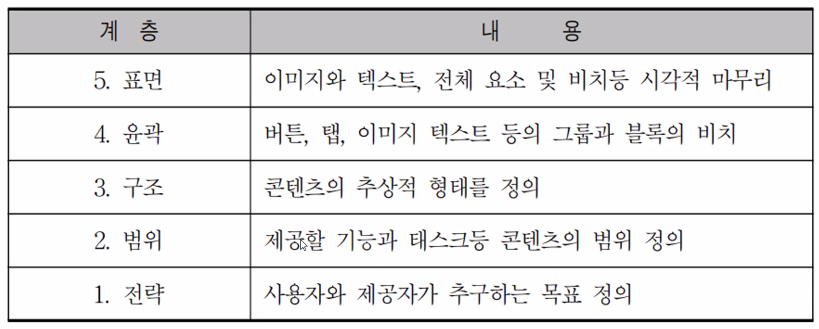 계 층 내 용
5. 표면 이미지와 텍스트, 전체 요소 및 비치등 시각적 마무리
4. 윤곽 버튼, 탭, 이미지 텍스트 등의 그룹과 블록의 비치
3. 구조 콘텐츠의 추상적 형태를 정의
2. 범위 제공할 기능과 태스크등 콘텐츠의 범위 정의
1. 전략 사용자와 제공자가 추구하는 목표 정의